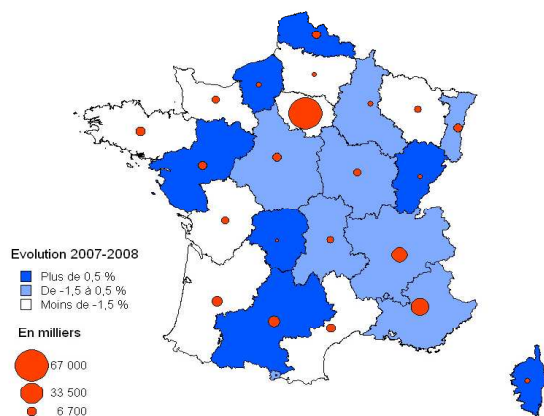 Evolution 2007-2008
Plus de 0,5 %
De -1,5 à 0,5 %
Moins de -1,5 %
En milliers
67 000
33 500
6 700